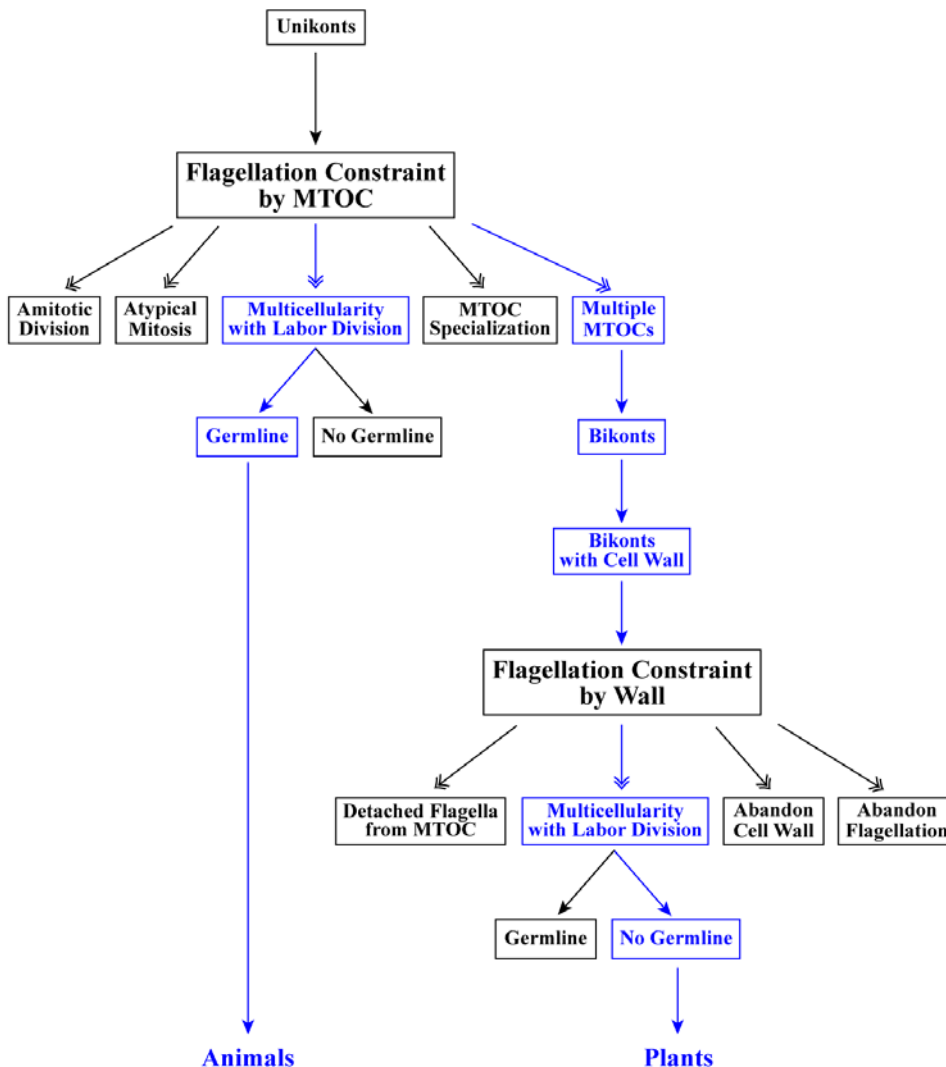 Unikonts
Flagellation Constraint
by MTOC
Amitotic
Division
Atypical
Mitosis
Multicellularity
with Labor Division
MTOC
Specialization
Multiple
MTOCs
Germline
No Germline
Bikonts
Bikonts
with Cell Wall
Flagellation Constraint
by Wall
Detached Flagella
from MTOC
Multicellularity
with Labor Division
Abandon
Cell Wall
Abandon
Flagellation
Germline
No Germline
Animals
Plants